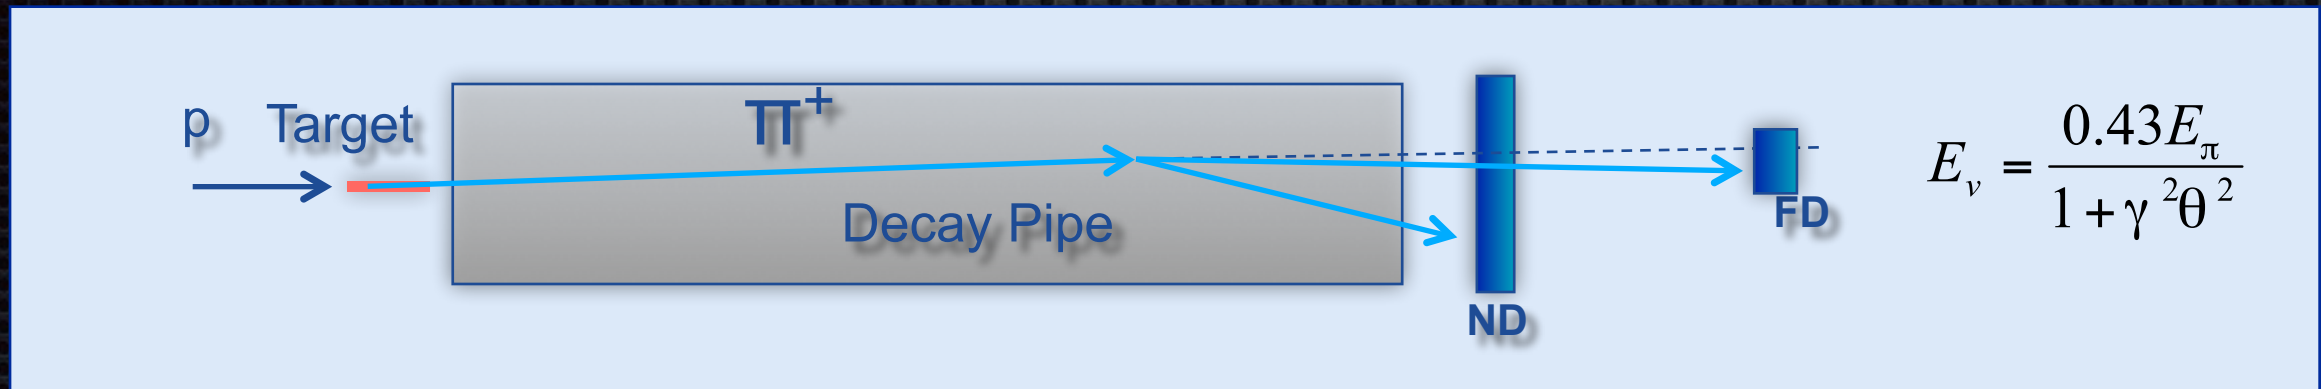 p Target
π⁺
Decay Pipe
ND
FD
E_ν = 0.43E_π / (1 + γ²θ²)